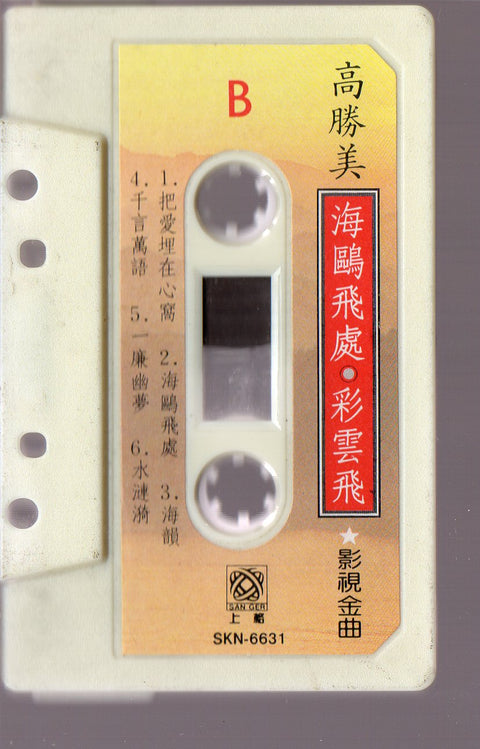 高勝美
海鷗飛處•彩雲飛
★影視金曲
B
1.把愛埋在心窩 2.海鷗飛處 3.海韻
4.千言萬語 5.一廉幽夢 6.水漣漪
SAN GER
上格
SKN-6631